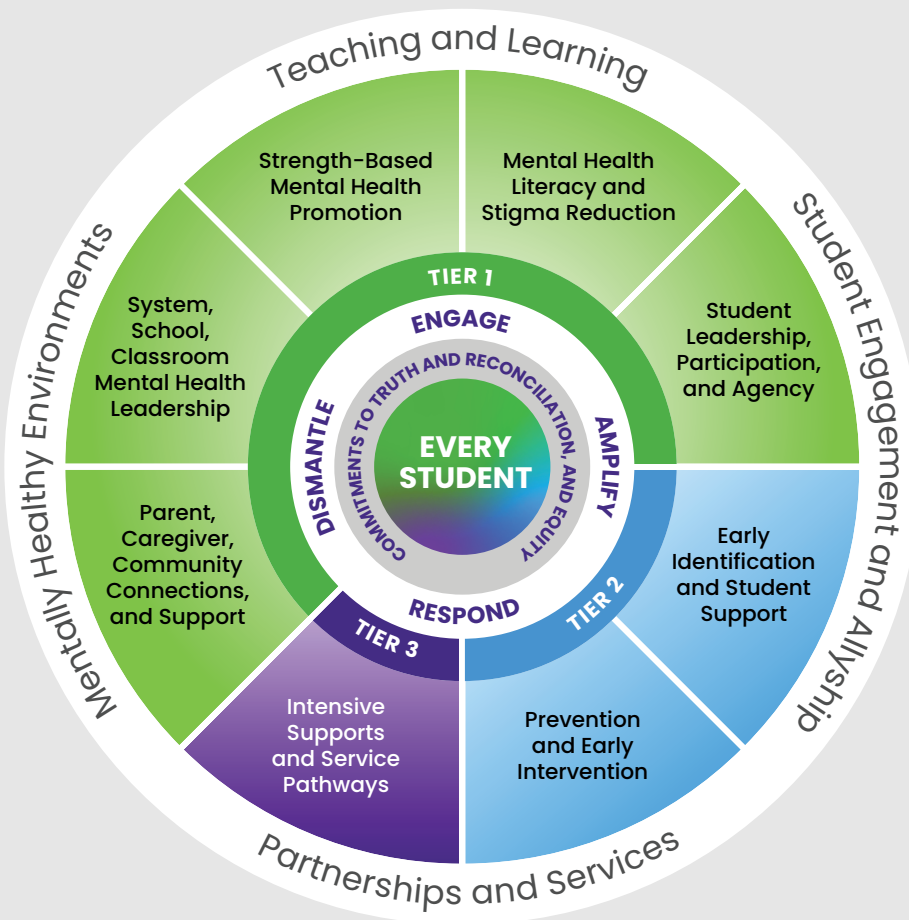 Teaching and Learning
Student Engagement and Allyship
Partnerships and Services
Mentally Healthy Environments
Strength-Based
Mental Health
Promotion
Mental Health
Literacy and
Stigma Reduction
Student
Leadership,
Participation,
and Agency
Early
Identification
and Student
Support
Prevention
and Early
Intervention
Intensive
Supports
and Service
Pathways
Parent,
Caregiver,
Community
Connections,
and Support
System,
School,
Classroom
Mental Health
Leadership
TIER 1
TIER 2
TIER 3
ENGAGE
AMPLIFY
RESPOND
DISMANTLE
COMMITMENTS TO TRUTH AND RECONCILIATION, AND EQUITY
EVERY
STUDENT